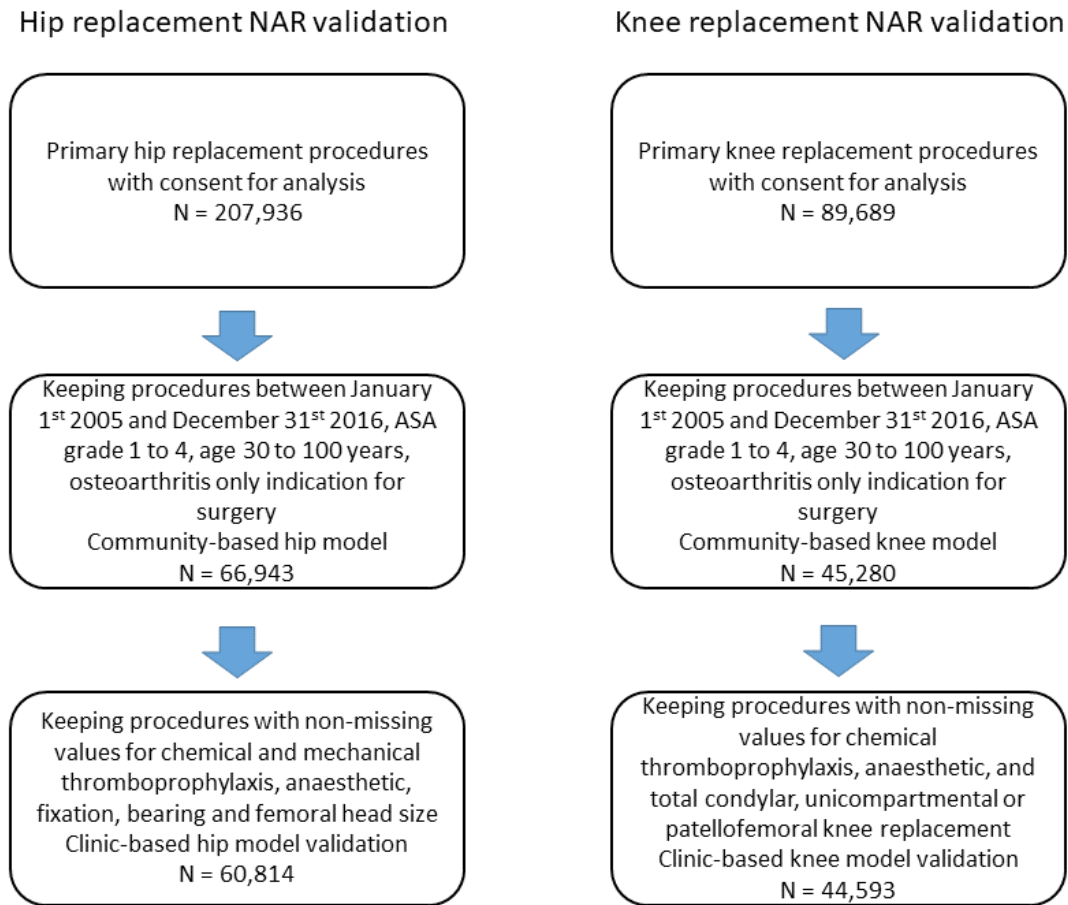 Hip replacement NAR validation
Primary hip replacement procedures
with consent for analysis
N = 207,936
Keeping procedures between January
1st 2005 and December 31st 2016, ASA
grade 1 to 4, age 30 to 100 years,
osteoarthritis only indication for
surgery
Community-based hip model
N = 66,943
Keeping procedures with non-missing
values for chemical and mechanical
thromboprophylaxis, anaesthetic,
fixation, bearing and femoral head size
Clinic-based hip model validation
N = 60,814
Knee replacement NAR validation
Primary knee replacement procedures
with consent for analysis
N = 89,689
Keeping procedures between January
1st 2005 and December 31st 2016, ASA
grade 1 to 4, age 30 to 100 years,
osteoarthritis only indication for
surgery
Community-based knee model
N = 45,280
Keeping procedures with non-missing
values for chemical
thromboprophylaxis, anaesthetic, and
total condylar, unicompartmental or
patellofemoral knee replacement
Clinic-based knee model validation
N = 44,593